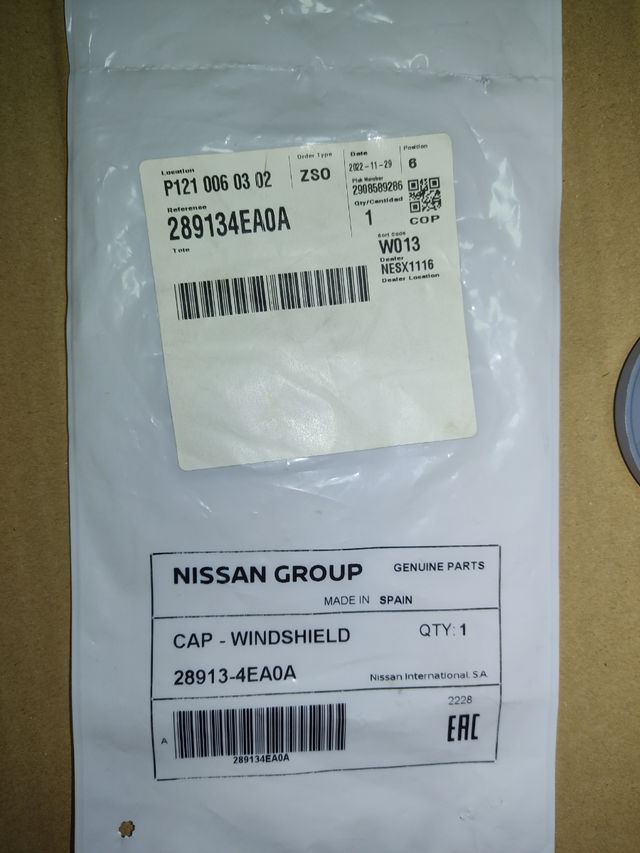 Location
P121 006 03 02
Order Type
ZSO
Date
2022-11-29
Position
6
Reference
289134EA0A
Pick Number
2908589286
Qty/Cantidad
1
COP
Tote
Sort Code
W013
Dealer
NESX1116
Dealer Location
NISSAN GROUP GENUINE PARTS
MADE IN SPAIN
CAP - WINDSHIELD QTY: 1
28913-4EA0A Nissan International. S.A.
2228
A
EAC
289134EA0A